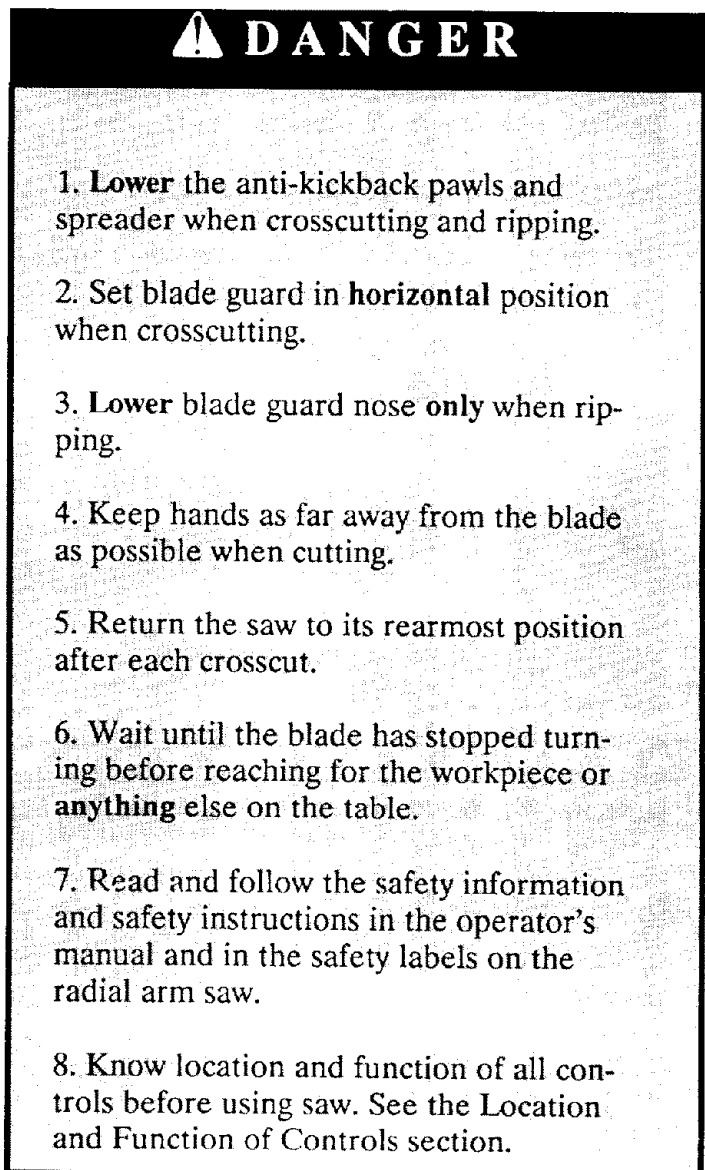 DANGER
1. Lower the anti-kickback pawls and
spreader when crosscutting and ripping.
2. Set blade guard in horizontal position
when crosscutting.
3. Lower blade guard nose only when rip-
ping.
4. Keep hands as far away from the blade
as possible when cutting.
5. Return the saw to its rearmost position
after each crosscut.
6. Wait until the blade has stopped turn-
ing before reaching for the workpiece or
anything else on the table.
7. Read and follow the safety information
and safety instructions in the operator's
manual and in the safety labels on the
radial arm saw.
8. Know location and function of all con-
trols before using saw. See the Location
and Function of Controls section.